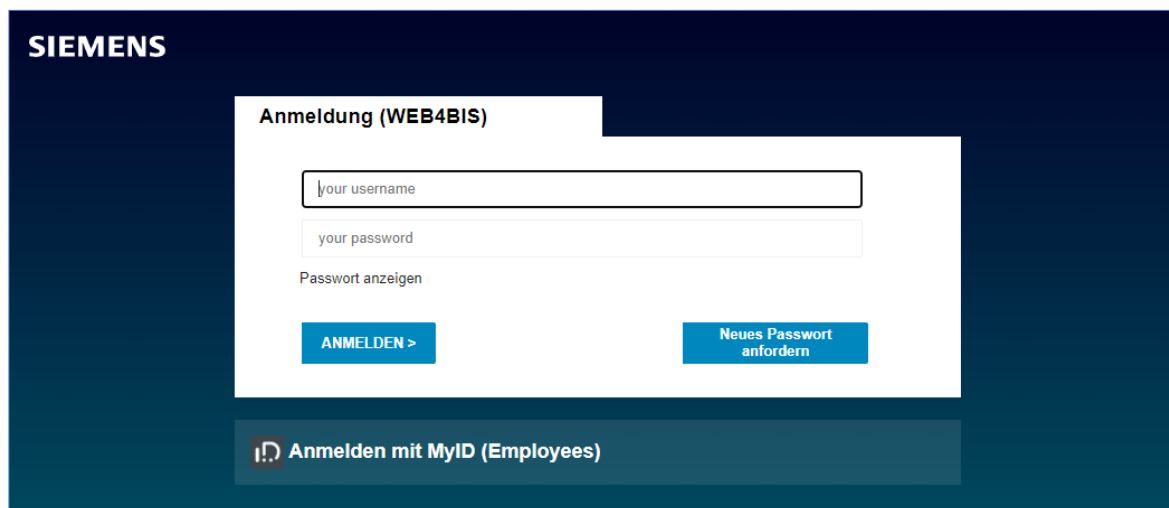 SIEMENS
Anmeldung (WEB4BIS)
your username
your password
Passwort anzeigen
ANMELDEN >
Neues Passwort
anfordern
Anmelden mit MyID (Employees)